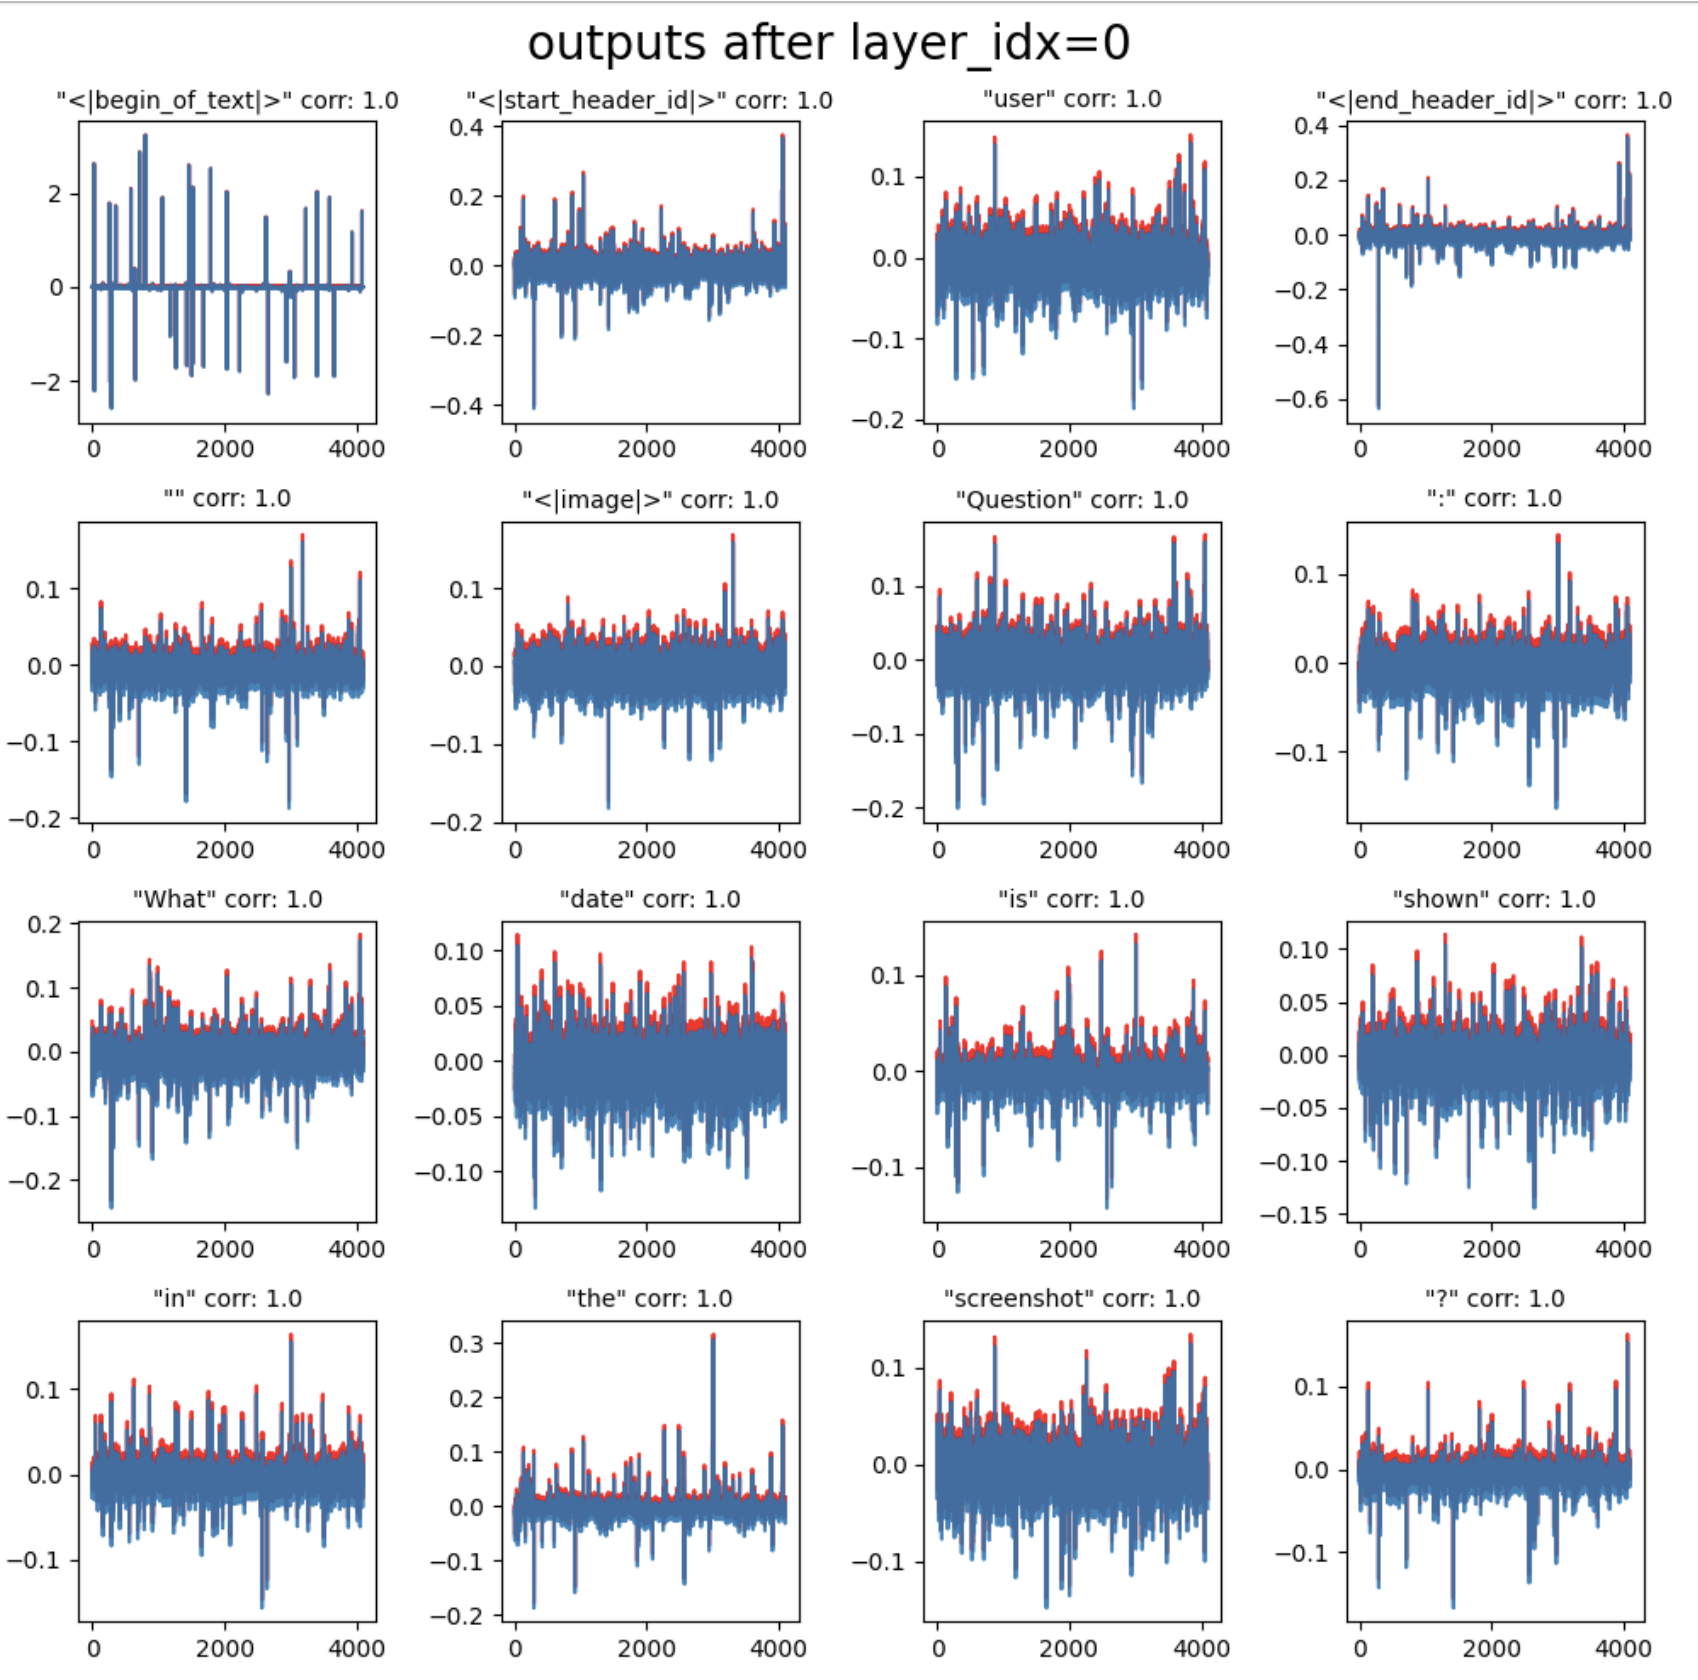 outputs after layer_idx=0
"<|begin_of_text|>" corr: 1.0
"<|start_header_id|>" corr: 1.0
"user" corr: 1.0
"<|end_header_id|>" corr: 1.0
2
0
−2
0 2000 4000
0.4
0.2
0.0
−0.2
−0.4
0 2000 4000
0.1
0.0
−0.1
−0.2
0 2000 4000
0.4
0.2
0.0
−0.2
−0.4
−0.6
0 2000 4000
"" corr: 1.0
"<|image|>" corr: 1.0
"Question" corr: 1.0
":" corr: 1.0
0.1
0.0
−0.1
−0.2
0 2000 4000
0.1
0.0
−0.1
−0.2
0 2000 4000
0.1
0.0
−0.1
−0.2
0 2000 4000
0.1
0.0
−0.1
0 2000 4000
"What" corr: 1.0
"date" corr: 1.0
"is" corr: 1.0
"shown" corr: 1.0
0.2
0.1
0.0
−0.1
−0.2
0 2000 4000
0.10
0.05
0.00
−0.05
−0.10
0 2000 4000
0.1
0.0
−0.1
0 2000 4000
0.10
0.05
0.00
−0.05
−0.10
−0.15
0 2000 4000
"in" corr: 1.0
"the" corr: 1.0
"screenshot" corr: 1.0
"?" corr: 1.0
0.1
0.0
−0.1
0 2000 4000
0.3
0.2
0.1
0.0
−0.1
−0.2
0 2000 4000
0.1
0.0
−0.1
0 2000 4000
0.1
0.0
−0.1
0 2000 4000